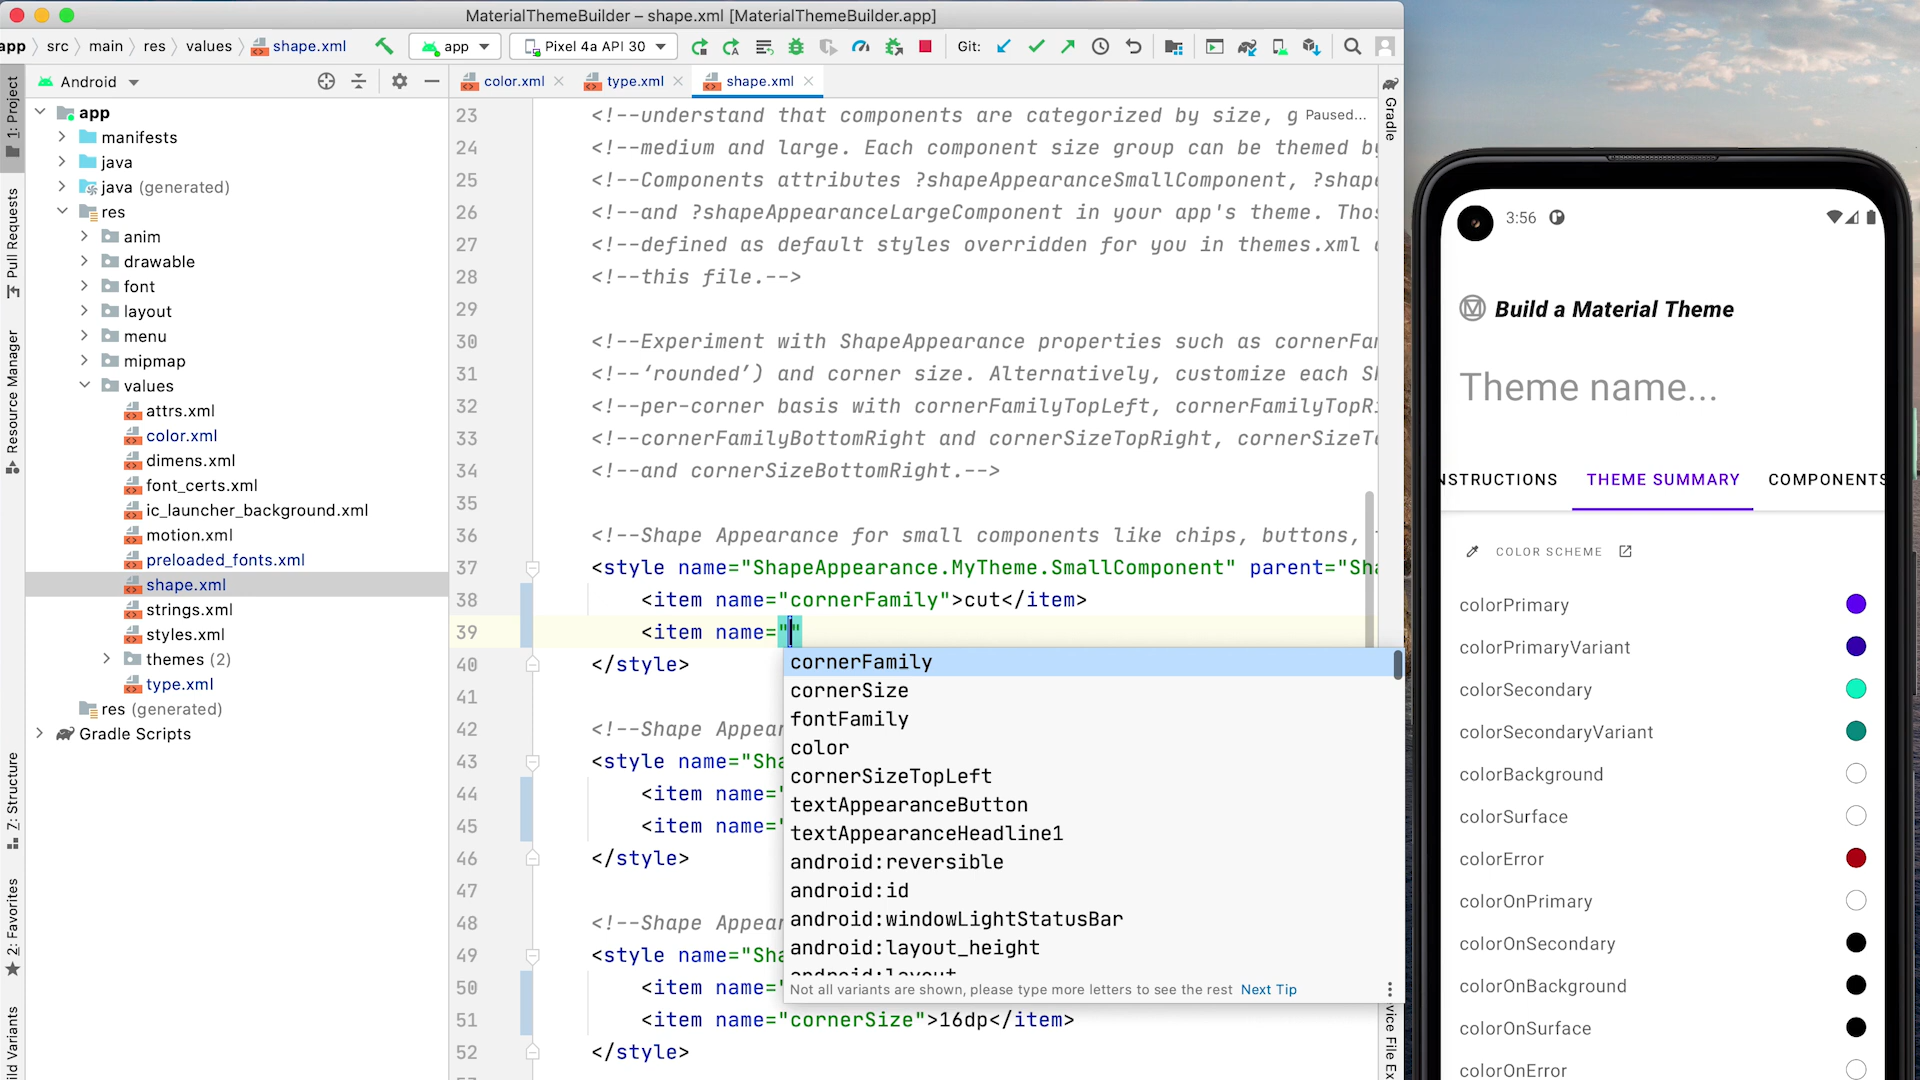 MaterialThemeBuilder – shape.xml [MaterialThemeBuilder.app]
app
src
main
res
values
shape.xml
app
Pixel 4a API 30
Git:
Android
color.xml
type.xml
shape.xml
1: Project
Pull Requests
Resource Manager
7: Structure
2: Favorites
ild Variants
app
manifests
java
java (generated)
res
anim
drawable
font
layout
menu
mipmap
values
attrs.xml
color.xml
dimens.xml
font_certs.xml
ic_launcher_background.xml
motion.xml
preloaded_fonts.xml
shape.xml
strings.xml
styles.xml
themes (2)
type.xml
res (generated)
Gradle Scripts
23 <!--understand that components are categorized by size, g Paused...
24 <!--medium and large. Each component size group can be themed by
25 <!--Components attributes ?shapeAppearanceSmallComponent, ?shape
26 <!--and ?shapeAppearanceLargeComponent in your app's theme. Thos
27 <!--defined as default styles overridden for you in themes.xml
28 <!--this file.-->
29
30 <!--Experiment with ShapeAppearance properties such as cornerFam
31 <!--‘rounded’) and corner size. Alternatively, customize each Sh
32 <!--per-corner basis with cornerFamilyTopLeft, cornerFamilyTopRi
33 <!--cornerFamilyBottomRight and cornerSizeTopRight, cornerSizeTo
34 <!--and cornerSizeBottomRight.-->
35
36 <!--Shape Appearance for small components like chips, buttons,
37 <style name="ShapeAppearance.MyTheme.SmallComponent" parent="Sha
38 <item name="cornerFamily">cut</item>
39 <item name=""
40 </style>
41
42 <!--Shape Appear
43 <style name="Sha
44 <item name="
45 <item name="
46 </style>
47
48 <!--Shape Appear
49 <style name="Sha
50 <item name="
51 <item name="cornerSize">16dp</item>
52 </style>
cornerFamily
cornerSize
fontFamily
color
cornerSizeTopLeft
textAppearanceButton
textAppearanceHeadline1
android:reversible
android:id
android:windowLightStatusBar
android:layout_height
android:layout
Not all variants are shown, please type more letters to see the rest Next Tip
Gradle
vice File Ex
3:56
Build a Material Theme
Theme name...
NSTRUCTIONS
THEME SUMMARY
COMPONENTS
COLOR SCHEME
colorPrimary
colorPrimaryVariant
colorSecondary
colorSecondaryVariant
colorBackground
colorSurface
colorError
colorOnPrimary
colorOnSecondary
colorOnBackground
colorOnSurface
colorOnError